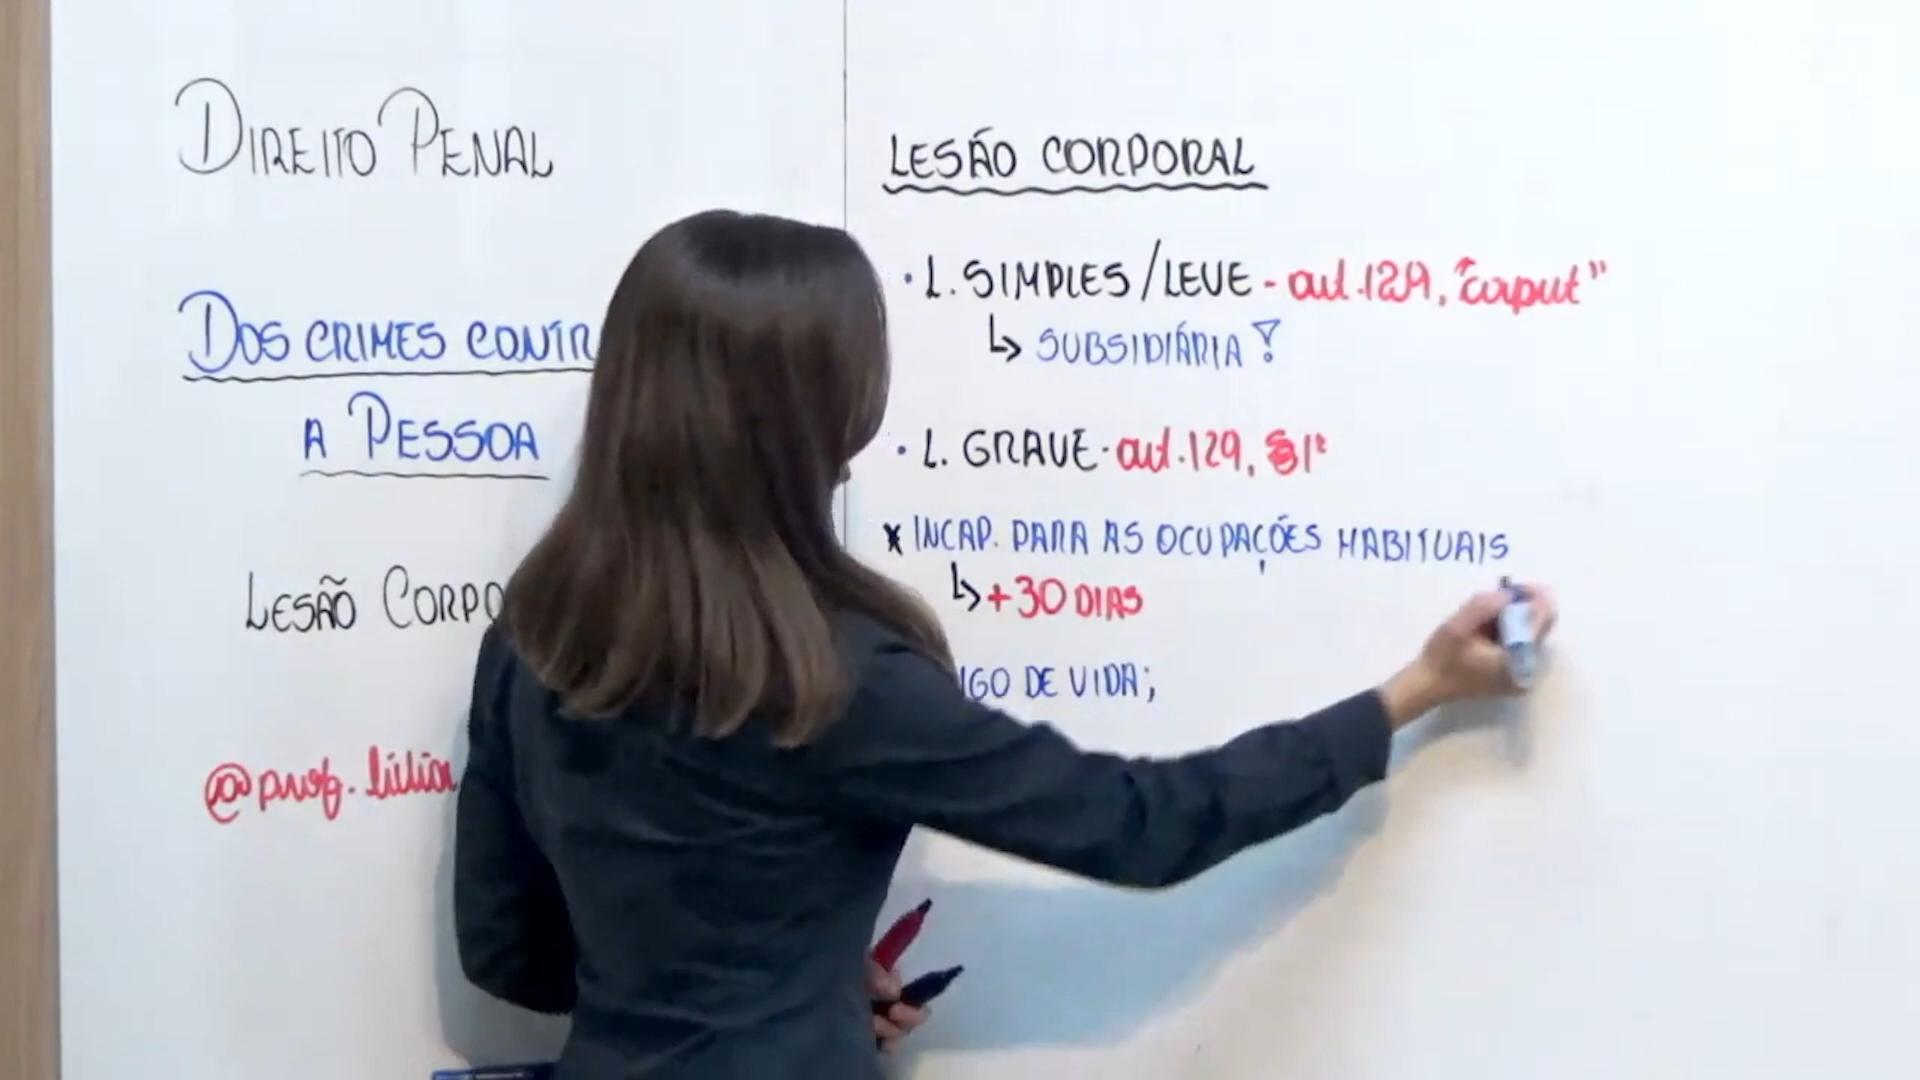 DIREITO PENAL
DOS CRIMES CONTR
A PESSOA
LESÃO CORPO
@prof.
LESÃO CORPORAL
• L. SIMPLES/LEVE - art.129, "caput"
↳ SUBSIDIÁRIA!
• L. GRAVE - art.129, §1º
* INCAP. PARA AS OCUPAÇÕES HABITUAIS
↳ +30 DIAS
IGO DE VIDA;